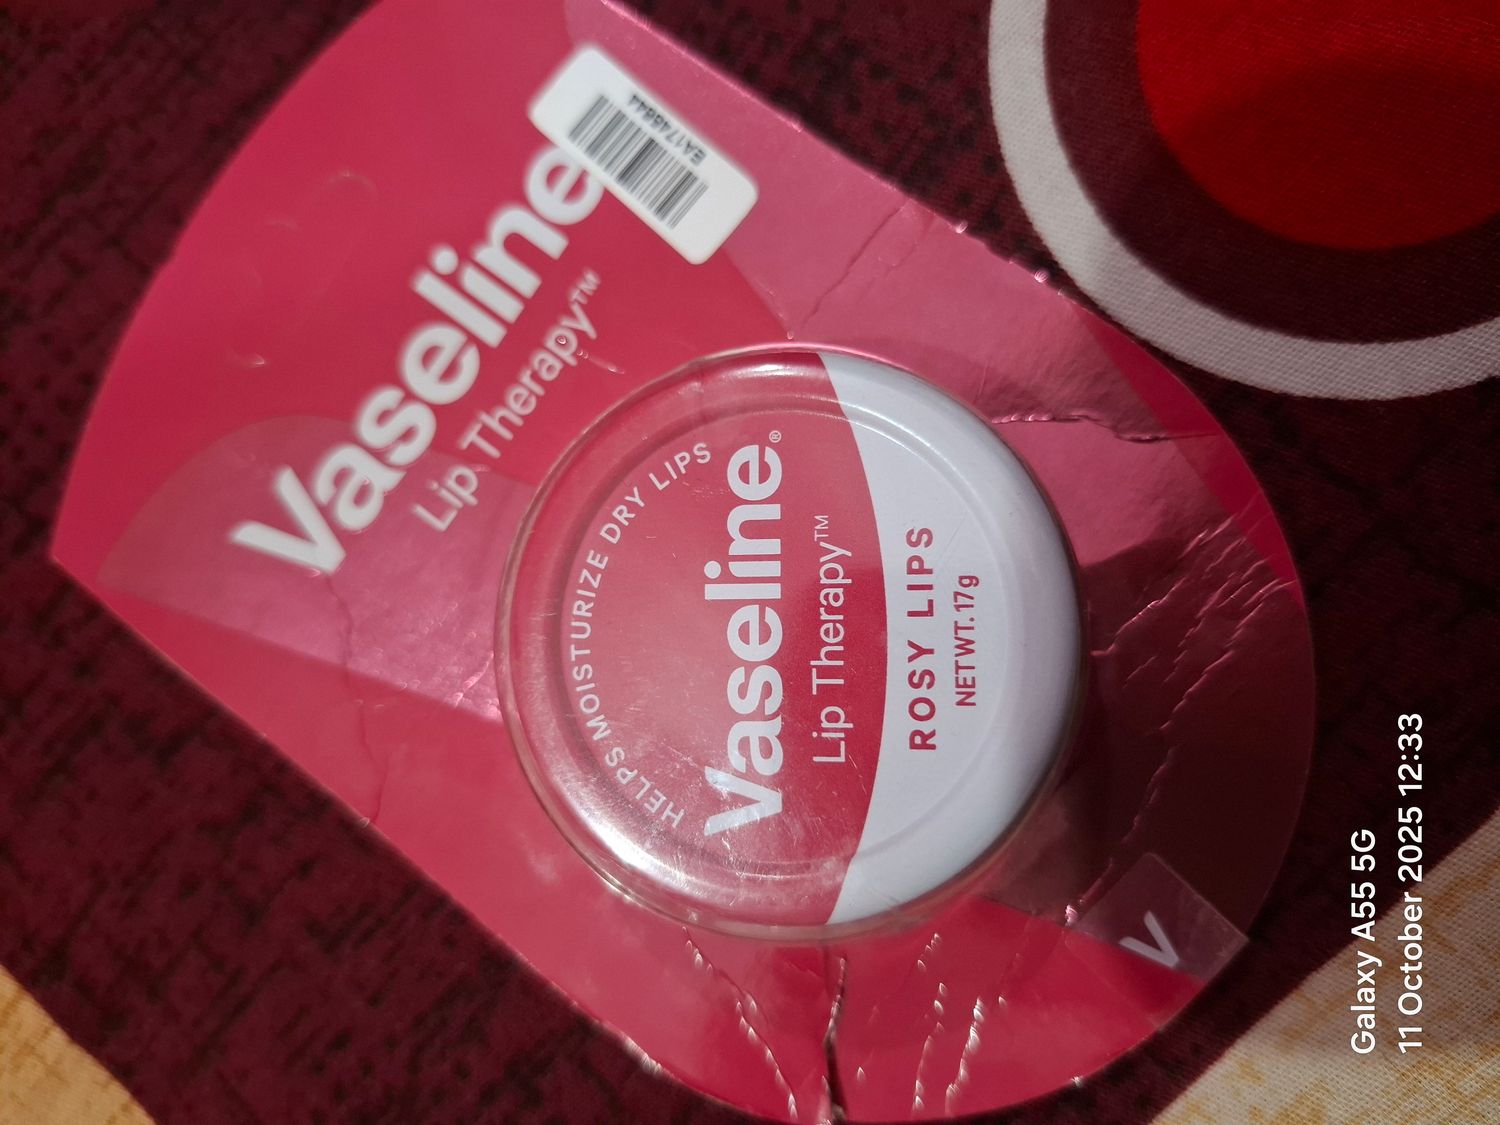 Vaseline
Lip Therapy™
EA1746644
HELPS MOISTURIZE DRY LIPS
Vaseline®
Lip Therapy™
ROSY LIPS
NETWT. 17g
V
Galaxy A55 5G
11 October 2025 12:33